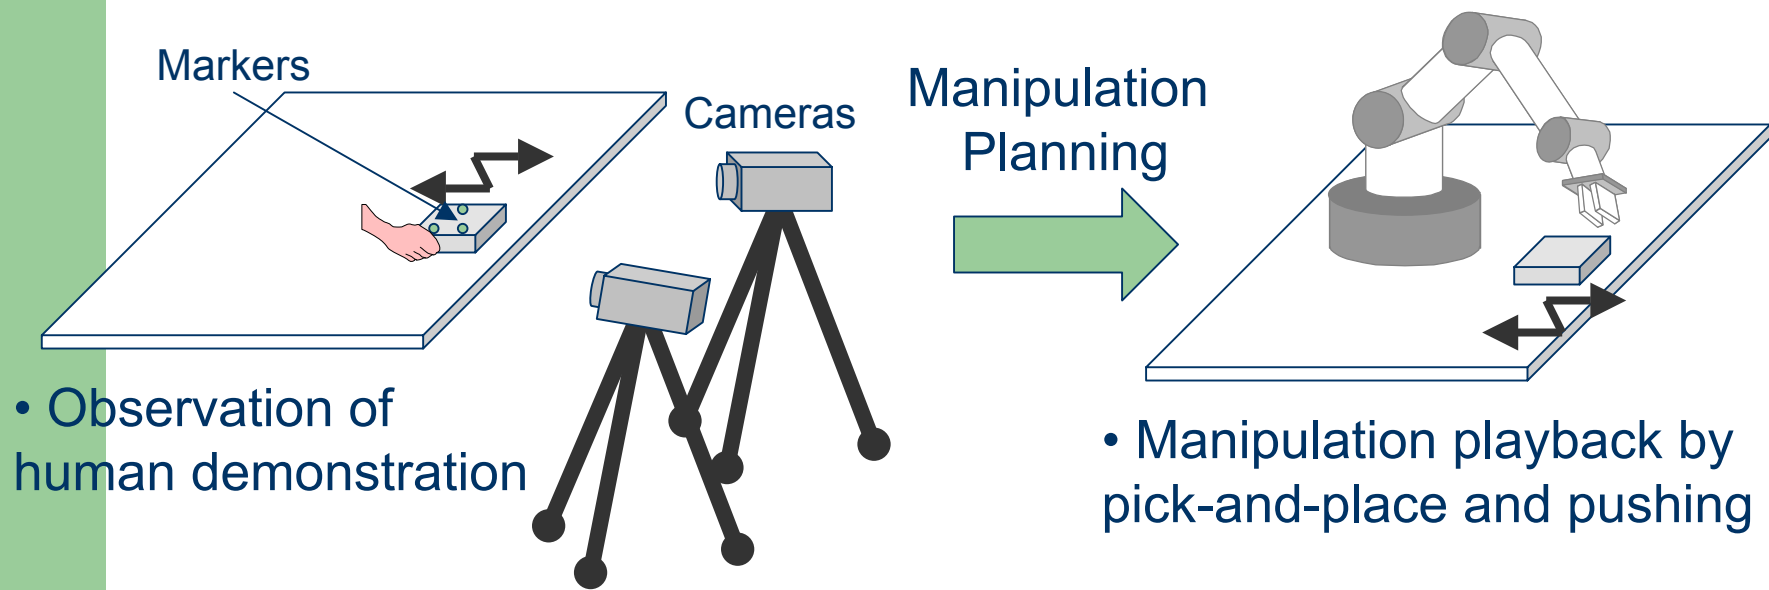 Markers
Cameras
Manipulation
Planning
• Observation of
human demonstration
• Manipulation playback by
pick-and-place and pushing